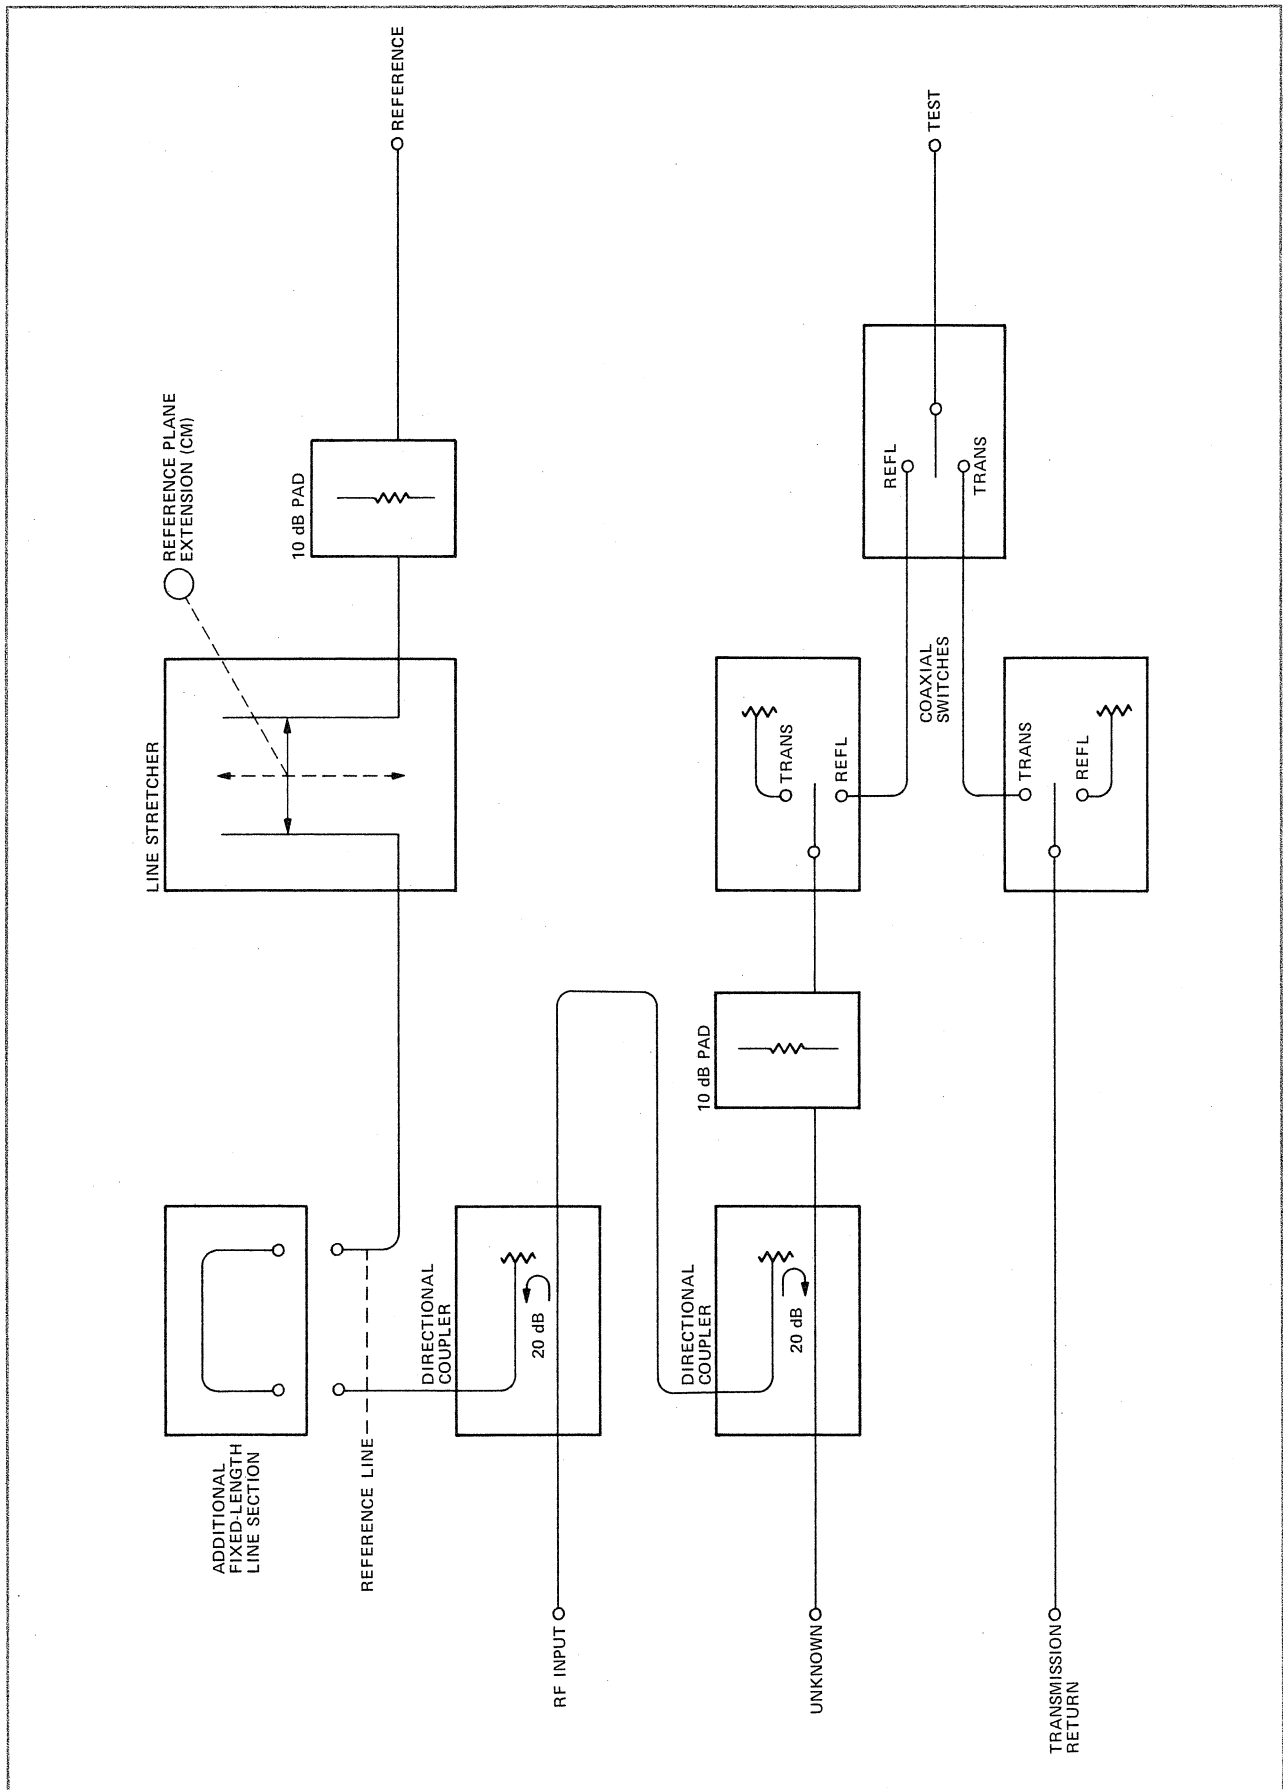 REFERENCE
REFERENCE PLANE
EXTENSION (CM)
10 dB PAD
LINE STRETCHER
ADDITIONAL
FIXED-LENGTH
LINE SECTION
REFERENCE LINE
DIRECTIONAL
COUPLER
20 dB
RF INPUT
DIRECTIONAL
COUPLER
20 dB
UNKNOWN
10 dB PAD
TRANS
REFL
COAXIAL
SWITCHES
REFL
TRANS
TEST
TRANS
REFL
TRANSMISSION
RETURN